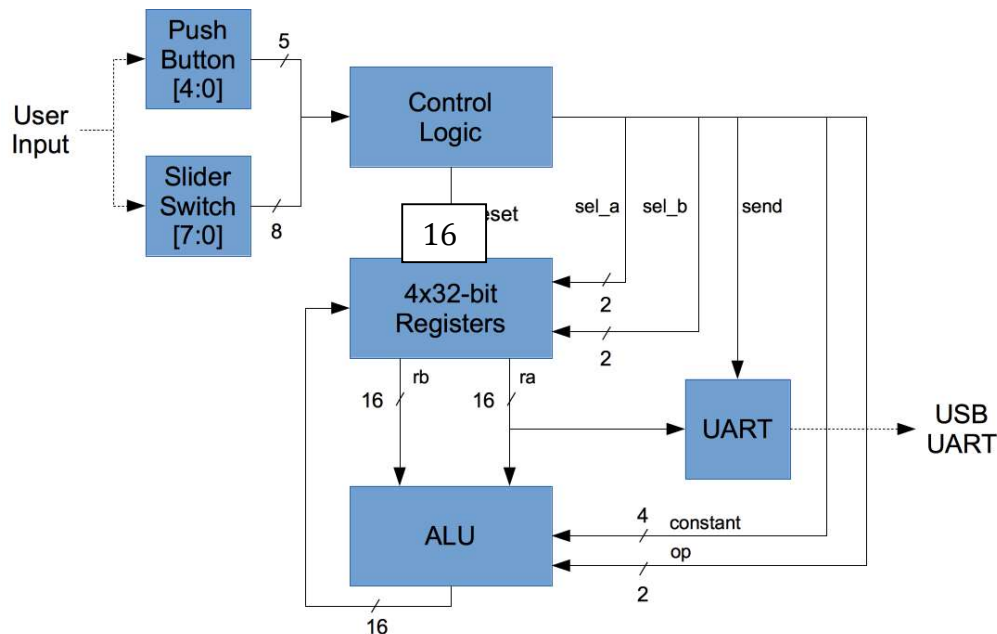 Push
Button
[4:0]
5
User
Input
Slider
Switch
[7:0]
8
Control
Logic
eset
16
sel_a
sel_b
send
4x32-bit
Registers
2
2
rb
16
ra
16
UART
USB
UART
ALU
4
constant
op
2
16